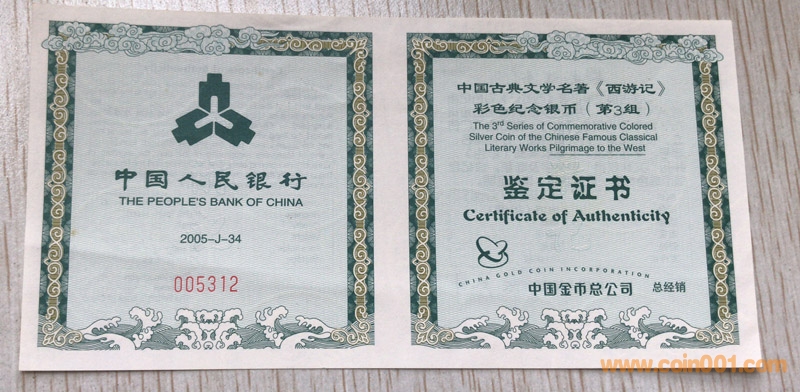 中国人民银行
THE PEOPLE'S BANK OF CHINA
2005-J-34
005312
中国古典文学名著《西游记》
彩色纪念银币（第3组）
The 3rd Series of Commemorative Colored
Silver Coin of the Chinese Famous Classical
Literary Works Pilgrimage to the West
鉴定证书
Certificate of Authenticity
CHINA GOLD COIN INCORPORATION
中国金币总公司 总经销
www.coin001.com